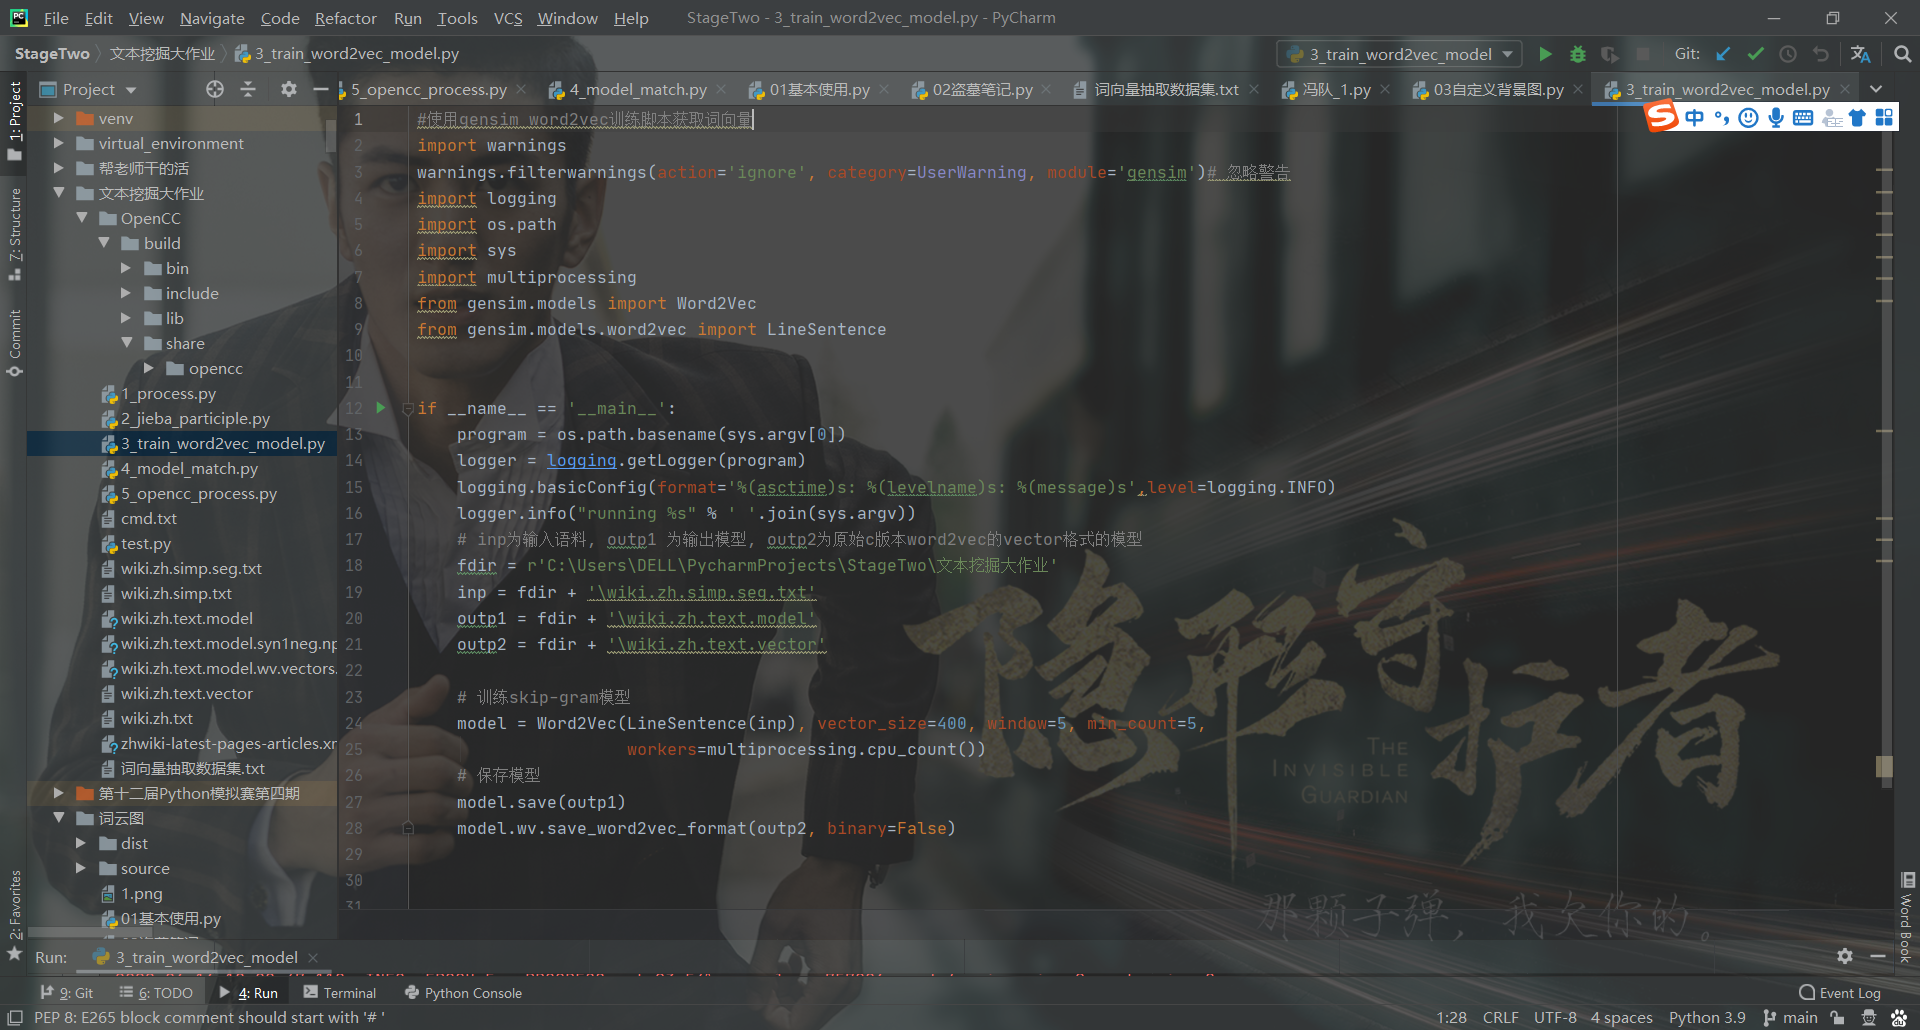 File Edit View Navigate Code Refactor Run Tools VCS Window Help StageTwo - 3_train_word2vec_model.py - PyCharm
StageTwo 文本挖掘大作业 3_train_word2vec_model.py 3_train_word2vec_model Git:
Project 5_opencc_process.py 4_model_match.py 01基本使用.py 02盗墓笔记.py 词向量抽取数据集.txt 冯队_1.py 03自定义背景图.py 3_train_word2vec_model.py
中
1: Project
7: Structure
Commit
2: Favorites
venv
virtual_environment
帮老师干的活
文本挖掘大作业
OpenCC
build
bin
include
lib
share
opencc
1_process.py
2_jieba_participle.py
3_train_word2vec_model.py
4_model_match.py
5_opencc_process.py
cmd.txt
test.py
wiki.zh.simp.seg.txt
wiki.zh.simp.txt
wiki.zh.text.model
wiki.zh.text.model.syn1neg.np
wiki.zh.text.model.wv.vectors.
wiki.zh.text.vector
wiki.zh.txt
zhwiki-latest-pages-articles.xr
词向量抽取数据集.txt
第十二届Python模拟赛第四期
词云图
dist
source
1.png
01基本使用.py
1 #使用gensim word2vec训练脚本获取词向量
2 import warnings
3 warnings.filterwarnings(action='ignore', category=UserWarning, module='gensim')# 忽略警告
4 import logging
5 import os.path
6 import sys
7 import multiprocessing
8 from gensim.models import Word2Vec
9 from gensim.models.word2vec import LineSentence
10
11
12 if __name__ == '__main__':
13 program = os.path.basename(sys.argv[0])
14 logger = logging.getLogger(program)
15 logging.basicConfig(format='%(asctime)s: %(levelname)s: %(message)s',level=logging.INFO)
16 logger.info("running %s" % ' '.join(sys.argv))
17 # inp为输入语料, outp1 为输出模型, outp2为原始c版本word2vec的vector格式的模型
18 fdir = r'C:\Users\DELL\PycharmProjects\StageTwo\文本挖掘大作业'
19 inp = fdir + '\wiki.zh.simp.seg.txt'
20 outp1 = fdir + '\wiki.zh.text.model'
21 outp2 = fdir + '\wiki.zh.text.vector'
22
23 # 训练skip-gram模型
24 model = Word2Vec(LineSentence(inp), vector_size=400, window=5, min_count=5,
25 workers=multiprocessing.cpu_count())
26 # 保存模型
27 model.save(outp1)
28 model.wv.save_word2vec_format(outp2, binary=False)
29
30
31
隐形守护者
THE
INVISIBLE
GUARDIAN
那颗子弹，我欠你的。
Word Book
Run: 3_train_word2vec_model
9: Git 6: TODO 4: Run Terminal Python Console Event Log
PEP 8: E265 block comment should start with '# ' 1:28 CRLF UTF-8 4 spaces Python 3.9 main